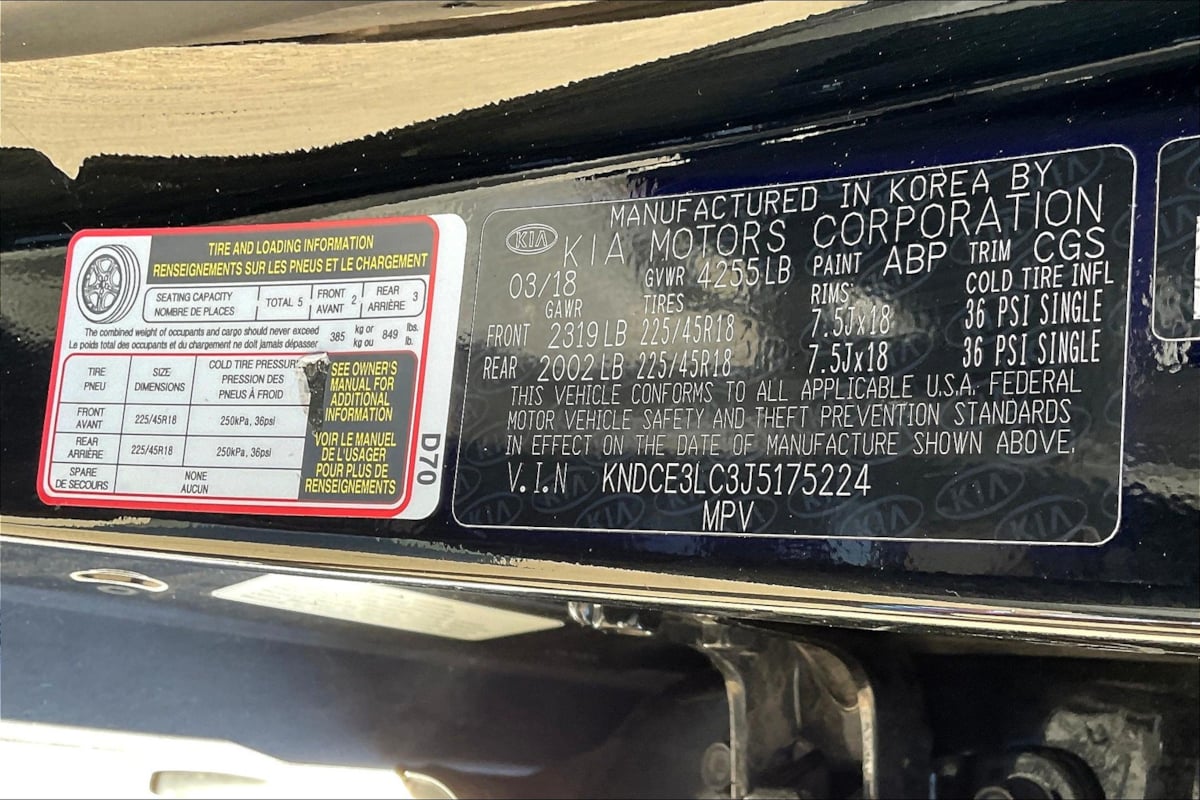 TIRE AND LOADING INFORMATION
RENSEIGNEMENTS SUR LES PNEUS ET LE CHARGEMENT
SEATING CAPACITY
NOMBRE DE PLACES
TOTAL 5
FRONT
AVANT
2
REAR
ARRIÈRE
3
The combined weight of occupants and cargo should never exceed
Le poids total des occupants et du chargement ne doit jamais dépasser
385
kg or
kg ou
849
lbs.
lb.
TIRE
PNEU
SIZE
DIMENSIONS
COLD TIRE PRESSUR
PRESSION DES
PNEUS À FROID
FRONT
AVANT
225/45R18
250kPa, 36psi
REAR
ARRIÈRE
225/45R18
250kPa, 36psi
SPARE
DE SECOURS
NONE
AUCUN
SEE OWNER'S
MANUAL FOR
ADDITIONAL
INFORMATION
VOIR LE MANUEL
DE L'USAGER
POUR PLUS DE
RENSEIGNEMENTS
D70
MANUFACTURED IN KOREA BY
KIA KIA MOTORS CORPORATION
03/18 GVWR 4255LB PAINT ABP TRIM CGS
GAWR TIRES RIMS: COLD TIRE INFL
FRONT 2319LB 225/45R18 7.5Jx18 36 PSI SINGLE
REAR 2002LB 225/45R18 7.5Jx18 36 PSI SINGLE
THIS VEHICLE CONFORMS TO ALL APPLICABLE U.S.A. FEDERAL
MOTOR VEHICLE SAFETY AND THEFT PREVENTION STANDARDS
IN EFFECT ON THE DATE OF MANUFACTURE SHOWN ABOVE.
V.I.N KNDCE3LC3J5175224
MPV